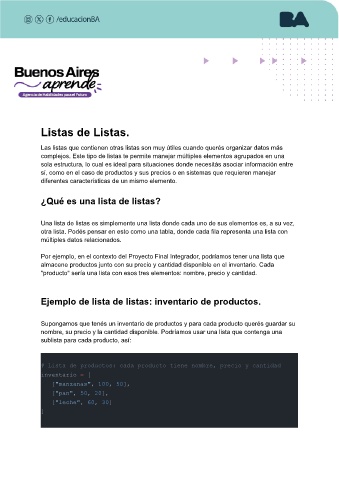 /educacionBA
BA
Buenos Aires
aprende
Agencia de Habilidades para el Futuro
Listas de Listas.
Las listas que contienen otras listas son muy útiles cuando querés organizar datos más
complejos. Este tipo de listas te permite manejar múltiples elementos agrupados en una
sola estructura, lo cual es ideal para situaciones donde necesitás asociar información entre
sí, como en el caso de productos y sus precios o en sistemas que requieren manejar
diferentes características de un mismo elemento.
¿Qué es una lista de listas?
Una lista de listas es simplemente una lista donde cada uno de sus elementos es, a su vez,
otra lista. Podés pensar en esto como una tabla, donde cada fila representa una lista con
múltiples datos relacionados.
Por ejemplo, en el contexto del Proyecto Final Integrador, podríamos tener una lista que
almacene productos junto con su precio y cantidad disponible en el inventario. Cada
"producto" sería una lista con esos tres elementos: nombre, precio y cantidad.
Ejemplo de lista de listas: inventario de productos.
Supongamos que tenés un inventario de productos y para cada producto querés guardar su
nombre, su precio y la cantidad disponible. Podríamos usar una lista que contenga una
sublista para cada producto, así:
# Lista de productos: cada producto tiene nombre, precio y cantidad
inventario = [
["manzanas", 100, 50],
["pan", 50, 20],
["leche", 60, 30]
]